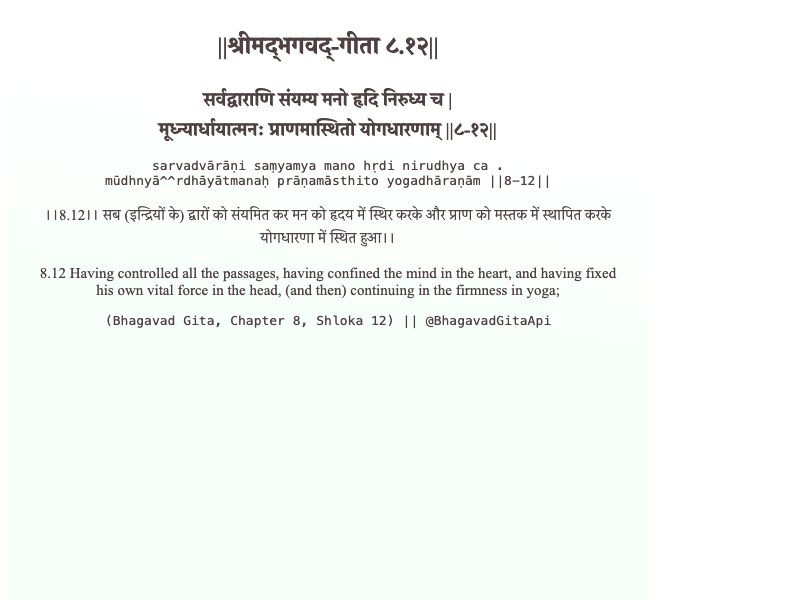 ||श्रीमद्‌भगवद्‌-गीता ८.१२||
सर्वद्वाराणि संयम्य मनो हृदि निरुध्य च |
मूध्न्यार्धायात्मनः प्राणमास्थितो योगधारणाम् ||८-१२||
sarvadvārāṇi saṃyamya mano hṛdi nirudhya ca .
mūdhnyā^^rdhāyātmanaḥ prāṇamāsthito yogadhāraṇām ||8-12||
।।8.12।। सब (इन्द्रियों के) द्वारों को संयमित कर मन को हृदय में स्थिर करके और प्राण को मस्तक में स्थापित करके
योगधारणा में स्थित हुआ।।
8.12 Having controlled all the passages, having confined the mind in the heart, and having fixed
his own vital force in the head, (and then) continuing in the firmness in yoga;
(Bhagavad Gita, Chapter 8, Shloka 12) || @BhagavadGitaApi